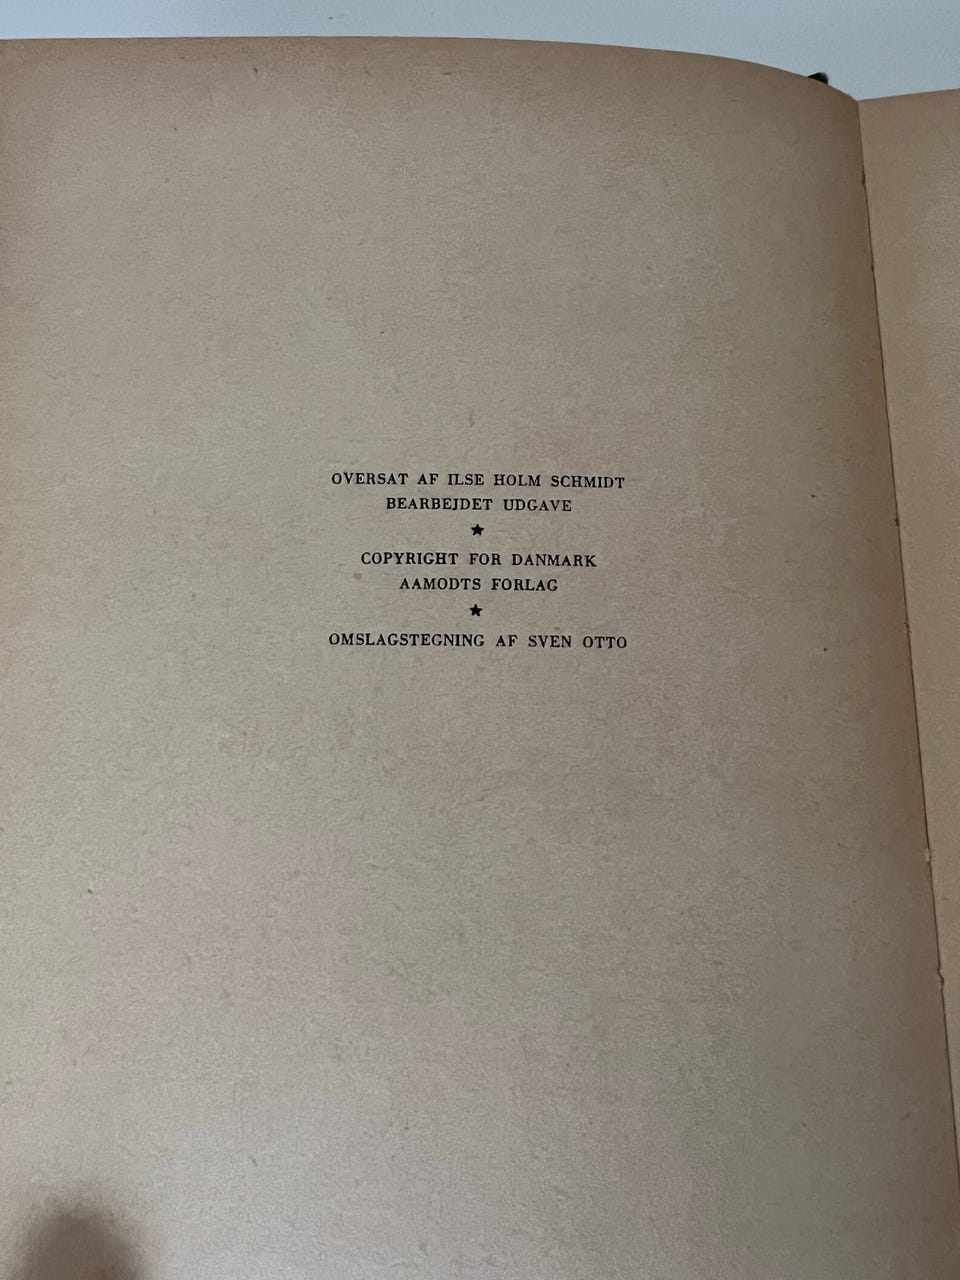 OVERSAT AF ILSE HOLM SCHMIDT
BEARBEJDET UDGAVE
★
COPYRIGHT FOR DANMARK
AAMODTS FORLAG
★
OMSLAGSTEGNING AF SVEN OTTO